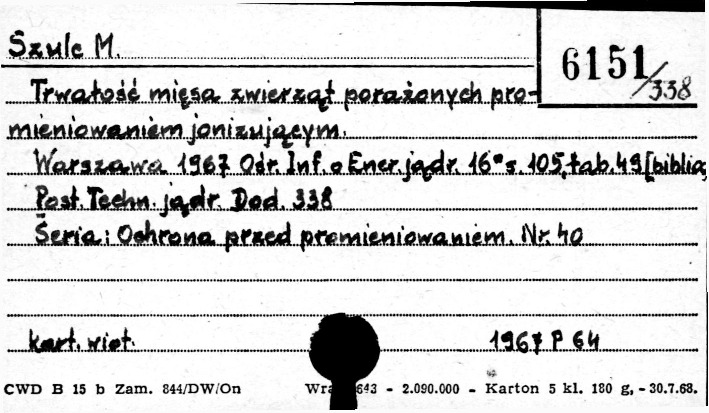 Szulc M.
6151/338
Trwałość mięsa zwierząt porażonych pro-
mieniowaniem jonizującym.
Warszawa 1967 Ośr. Inf. o Ener. jądr. 16° s. 105, tab. 49 [bibliog
Post. Techn. jądr. Dod. 338
Seria: Ochrona przed promieniowaniem. Nr. 40
kart. wiot. 1967 P 64
CWD B 15 b Zam. 844/DW/On 643 - 2.090.000 - Karton 5 kl. 180 g, - 30.7.68.